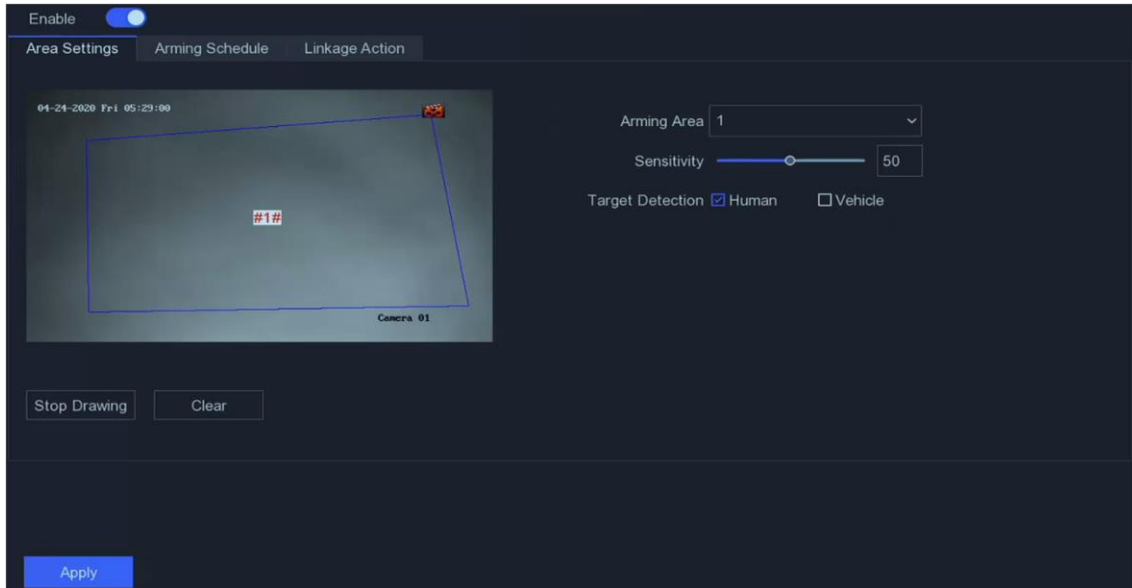 Enable
Area Settings Arming Schedule Linkage Action
04-24-2020 Fri 05:29:00
Arming Area 1
Sensitivity 50
Target Detection Human Vehicle
#1#
Camera 01
Stop Drawing Clear
Apply